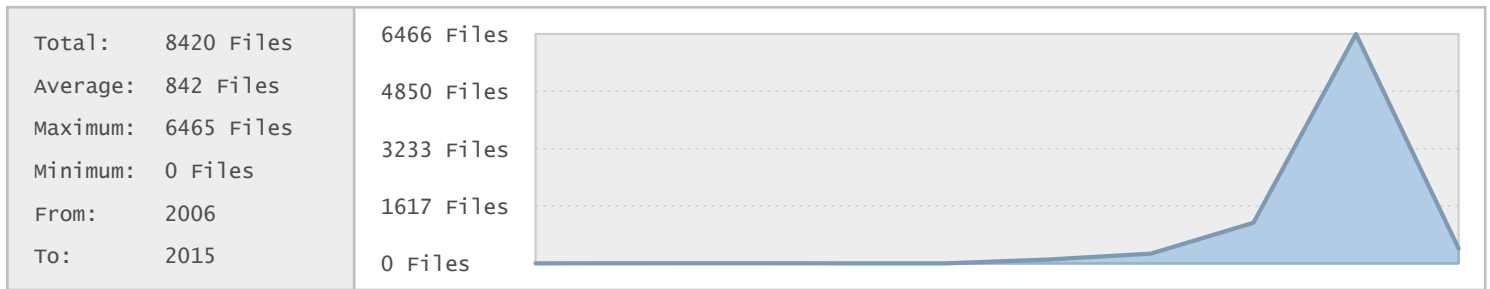 Total: 8420 Files
Average: 842 Files
Maximum: 6465 Files
Minimum: 0 Files
From: 2006
To: 2015
6466 Files
4850 Files
3233 Files
1617 Files
0 Files